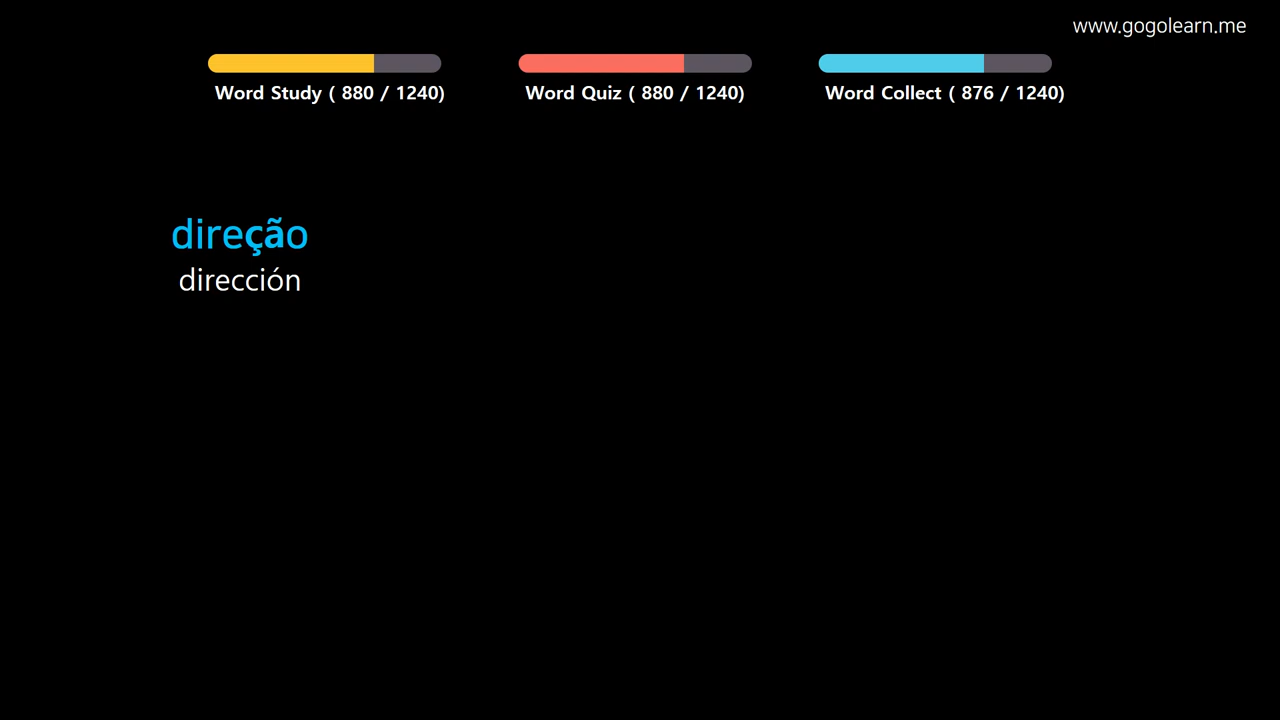 www.gogolearn.me
Word Study ( 880 / 1240)
Word Quiz ( 880 / 1240)
Word Collect ( 876 / 1240)
direção
dirección